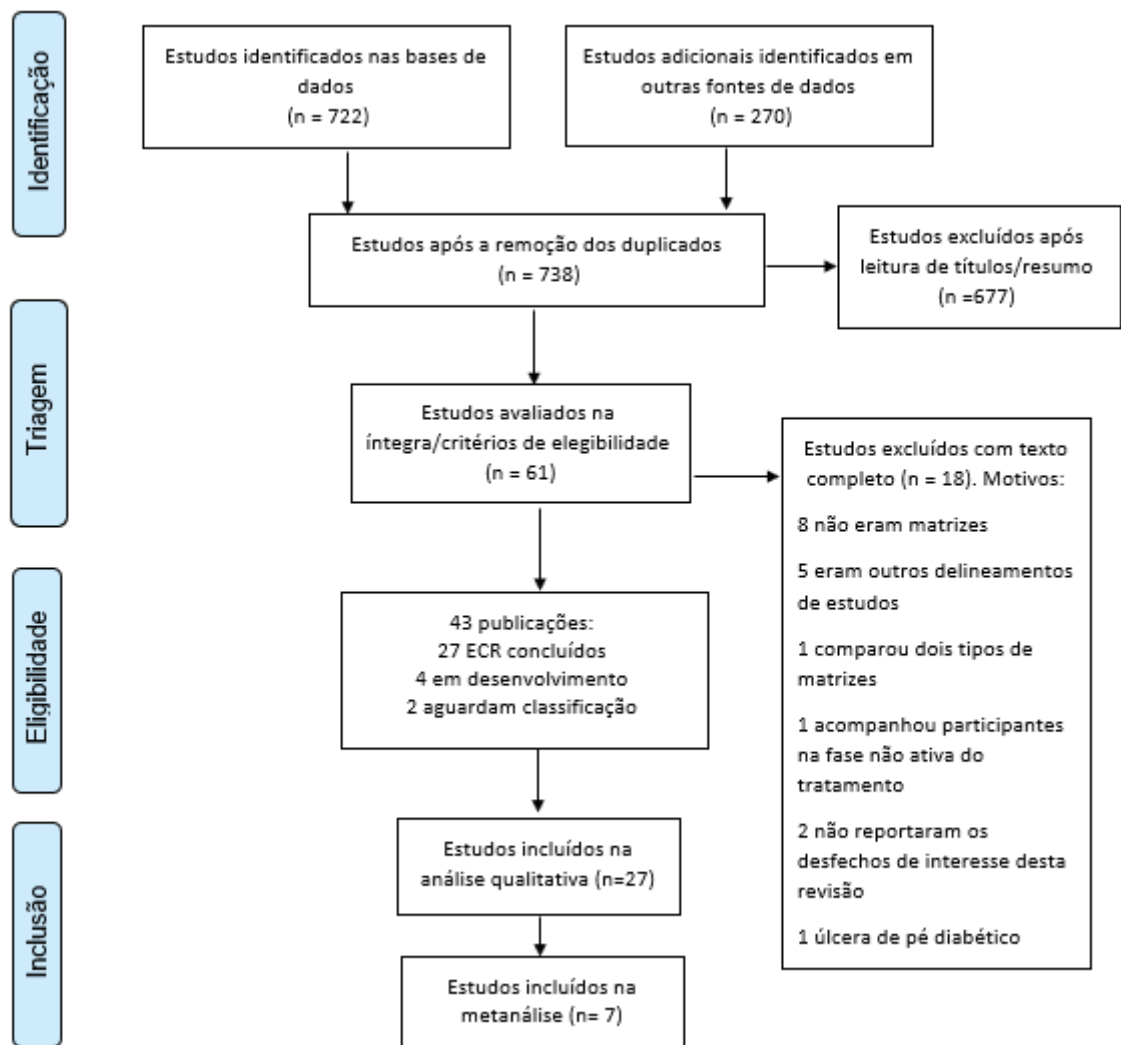 Identificação
Estudos identificados nas bases de
dados
(n = 722)
Estudos adicionais identificados em
outras fontes de dados
(n = 270)
Estudos após a remoção dos duplicados
(n = 738)
Estudos excluídos após
leitura de títulos/resumo
(n =677)
Triagem
Estudos avaliados na
íntegra/critérios de elegibilidade
(n = 61)
Estudos excluídos com texto
completo (n = 18). Motivos:
8 não eram matrizes
5 eram outros delineamentos
de estudos
1 comparou dois tipos de
matrizes
1 acompanhou participantes
na fase não ativa do
tratamento
2 não reportaram os
desfechos de interesse desta
revisão
1 úlcera de pé diabético
Eligibilidade
43 publicações:
27 ECR concluídos
4 em desenvolvimento
2 aguardam classificação
Inclusão
Estudos incluídos na
análise qualitativa (n=27)
Estudos incluídos na
metanálise (n= 7)